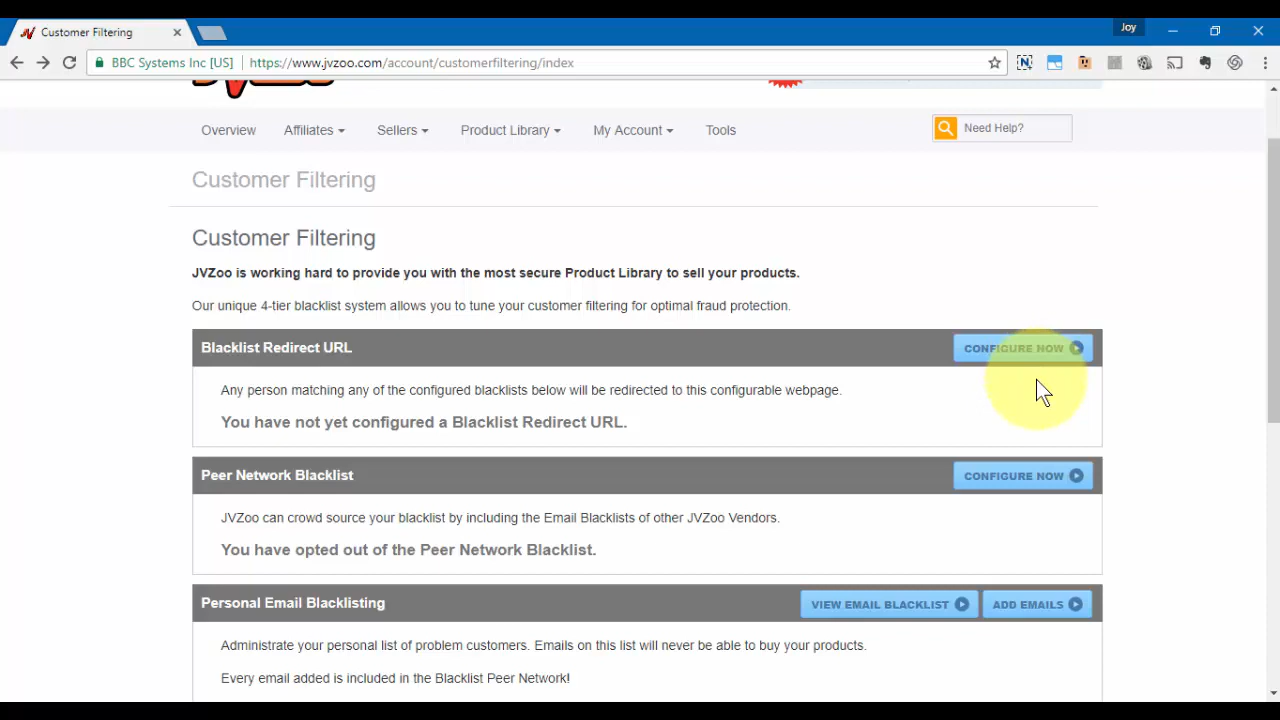 Customer Filtering
Joy
BBC Systems Inc [US]
https://www.jvzoo.com/account/customerfiltering/index
Overview
Affiliates
Sellers
Product Library
My Account
Tools
Need Help?
Customer Filtering
Customer Filtering
JVZoo is working hard to provide you with the most secure Product Library to sell your products.
Our unique 4-tier blacklist system allows you to tune your customer filtering for optimal fraud protection.
Blacklist Redirect URL
CONFIGURE NOW
Any person matching any of the configured blacklists below will be redirected to this configurable webpage.
You have not yet configured a Blacklist Redirect URL.
Peer Network Blacklist
CONFIGURE NOW
JVZoo can crowd source your blacklist by including the Email Blacklists of other JVZoo Vendors.
You have opted out of the Peer Network Blacklist.
Personal Email Blacklisting
VIEW EMAIL BLACKLIST
ADD EMAILS
Administrate your personal list of problem customers. Emails on this list will never be able to buy your products.
Every email added is included in the Blacklist Peer Network!